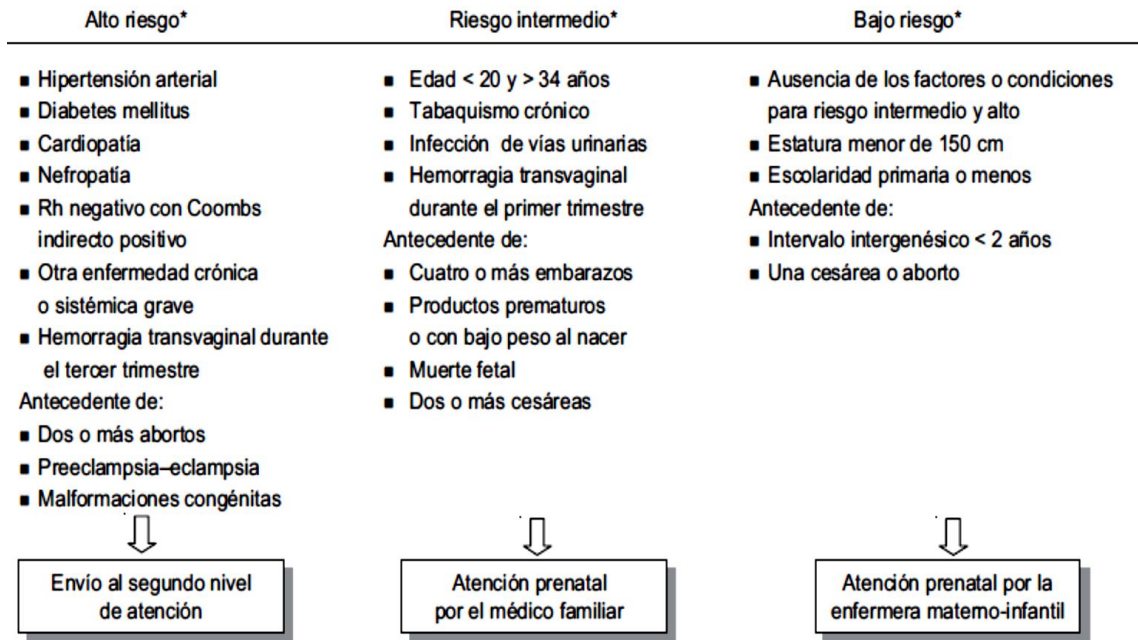 Alto riesgo*
■ Hipertensión arterial
■ Diabetes mellitus
■ Cardiopatía
■ Nefropatía
■ Rh negativo con Coombs
indirecto positivo
■ Otra enfermedad crónica
o sistémica grave
■ Hemorragia transvaginal durante
el tercer trimestre
Antecedente de:
■ Dos o más abortos
■ Preeclampsia–eclampsia
■ Malformaciones congénitas
Envío al segundo nivel
de atención
Riesgo intermedio*
■ Edad < 20 y > 34 años
■ Tabaquismo crónico
■ Infección de vías urinarias
■ Hemorragia transvaginal
durante el primer trimestre
Antecedente de:
■ Cuatro o más embarazos
■ Productos prematuros
o con bajo peso al nacer
■ Muerte fetal
■ Dos o más cesáreas
Atención prenatal
por el médico familiar
Bajo riesgo*
■ Ausencia de los factores o condiciones
para riesgo intermedio y alto
■ Estatura menor de 150 cm
■ Escolaridad primaria o menos
Antecedente de:
■ Intervalo intergenésico < 2 años
■ Una cesárea o aborto
Atención prenatal por la
enfermera materno-infantil